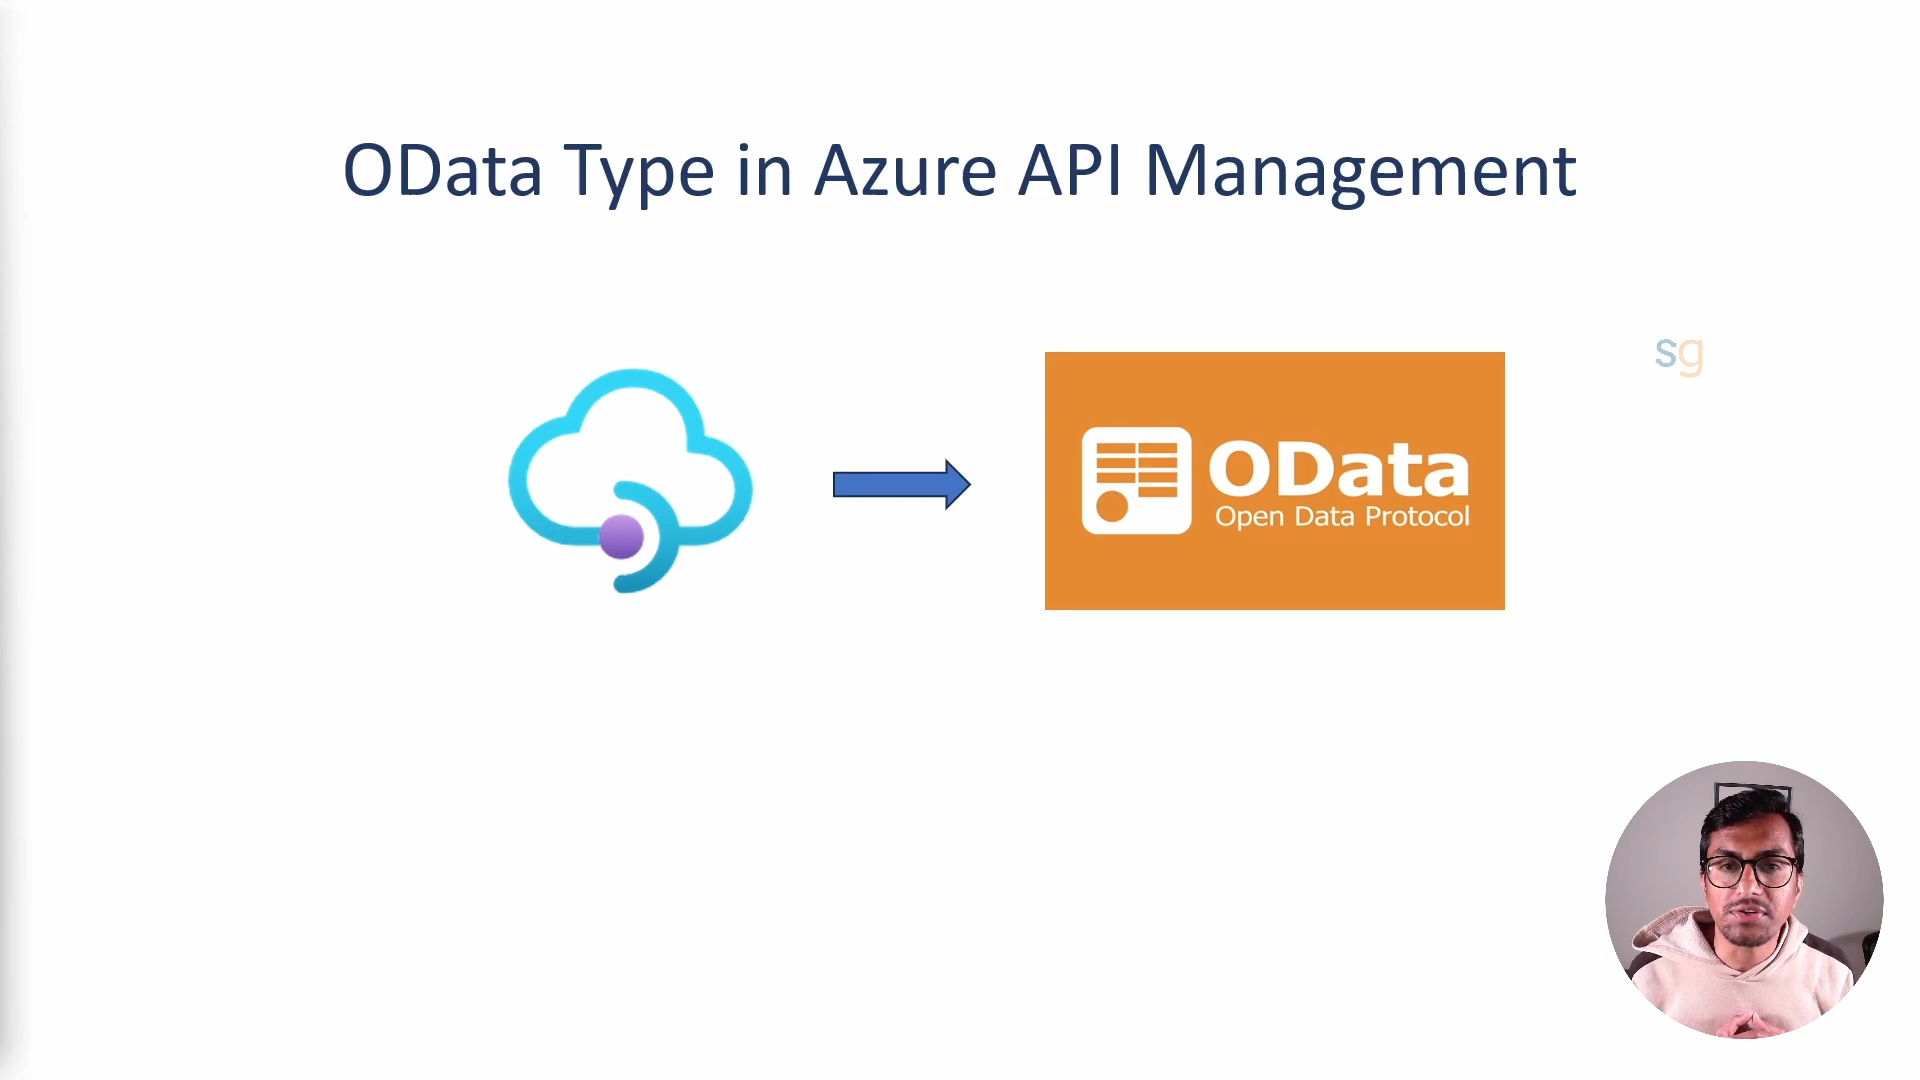 OData Type in Azure API Management
sg
OData
Open Data Protocol